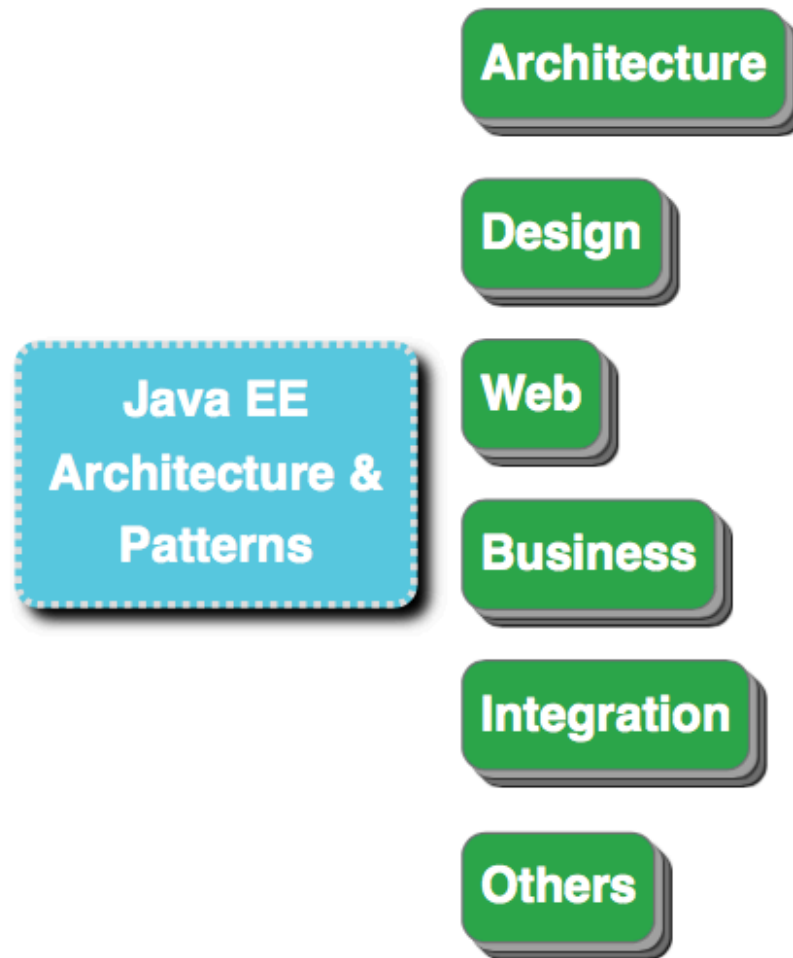 Architecture
Design
Web
Java EE
Architecture &
Patterns
Business
Integration
Others